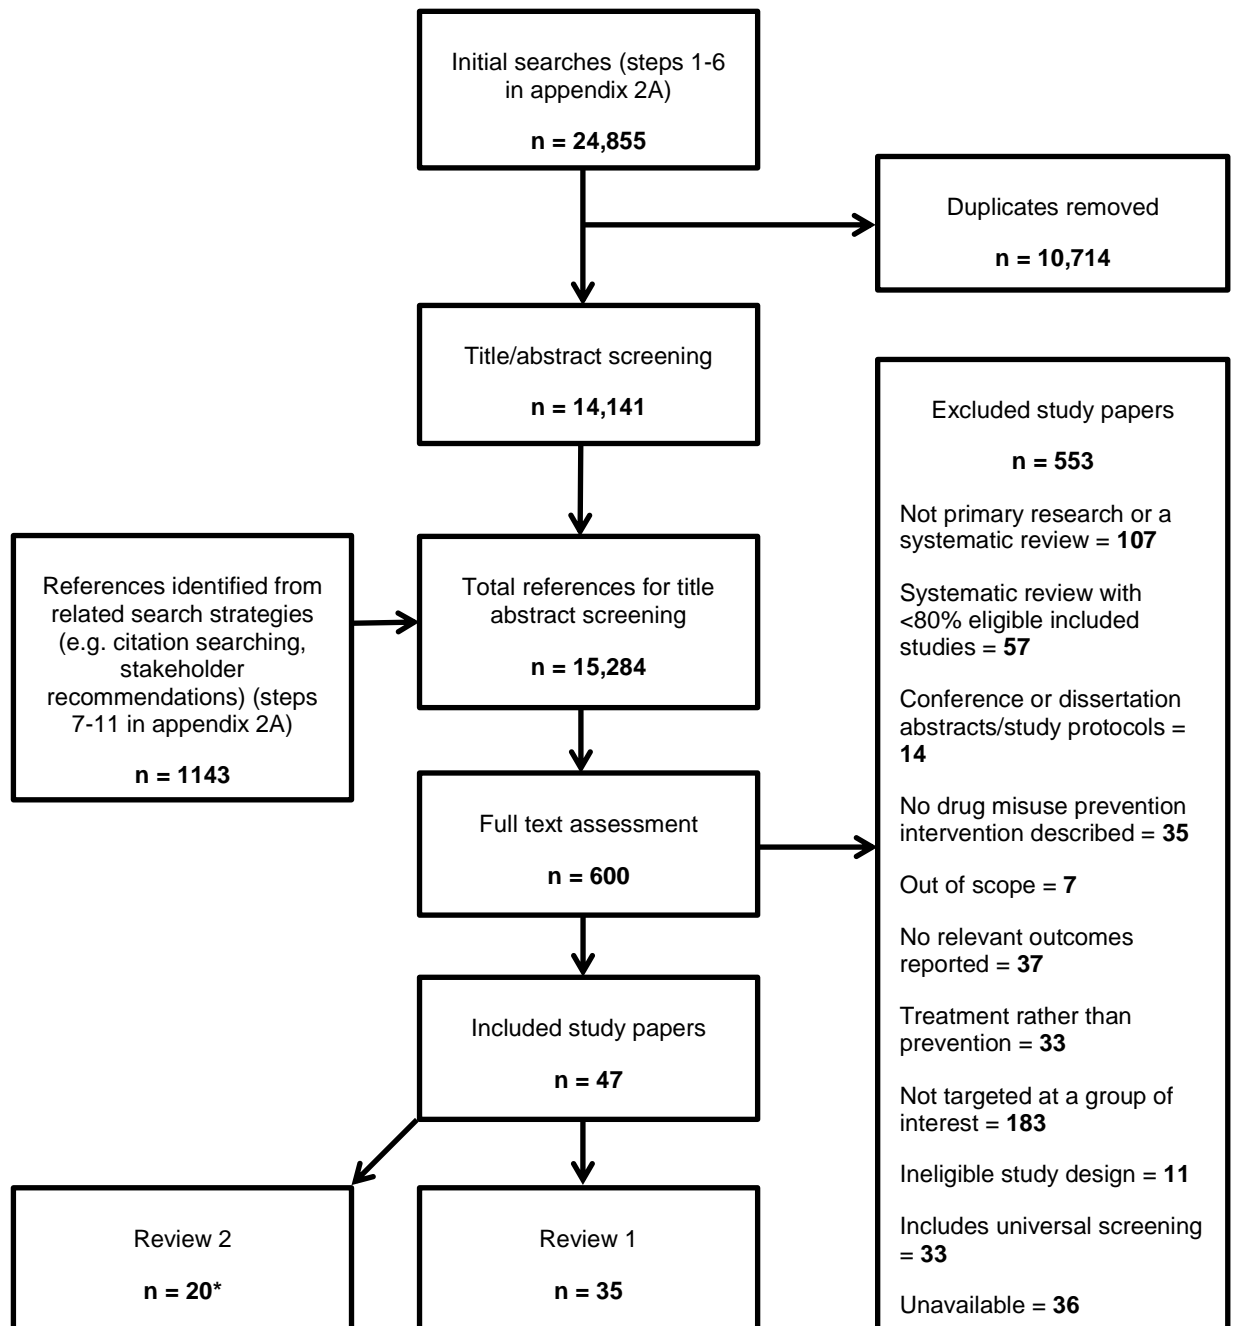 Initial searches (steps 1-6
in appendix 2A)
n = 24,855
Duplicates removed
n = 10,714
Title/abstract screening
n = 14,141
References identified from
related search strategies
(e.g. citation searching,
stakeholder
recommendations) (steps
7-11 in appendix 2A)
n = 1143
Total references for title
abstract screening
n = 15,284
Full text assessment
n = 600
Excluded study papers
n = 553
Not primary research or a
systematic review = 107
Systematic review with
<80% eligible included
studies = 57
Conference or dissertation
abstracts/study protocols =
14
No drug misuse prevention
intervention described = 35
Out of scope = 7
No relevant outcomes
reported = 37
Treatment rather than
prevention = 33
Not targeted at a group of
interest = 183
Ineligible study design = 11
Includes universal screening
= 33
Unavailable = 36
Included study papers
n = 47
Review 2
n = 20*
Review 1
n = 35